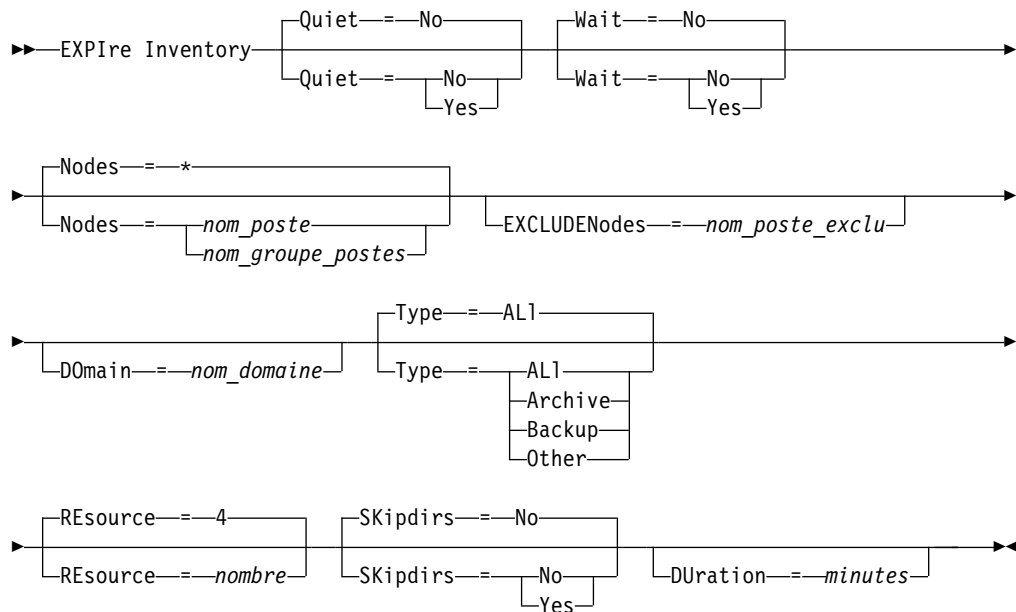 Quiet = No Wait = No
EXPIre Inventory
Quiet = No Wait = No
Yes Yes
Nodes = *
Nodes = nom_poste EXCLUDENodes = nom_poste_exclu
nom_groupe_postes
Type = ALl
DOmain = nom_domaine Type = ALl
Archive
Backup
Other
REsource = 4 SKipdirs = No
REsource = nombre SKipdirs = No DUration = minutes
Yes